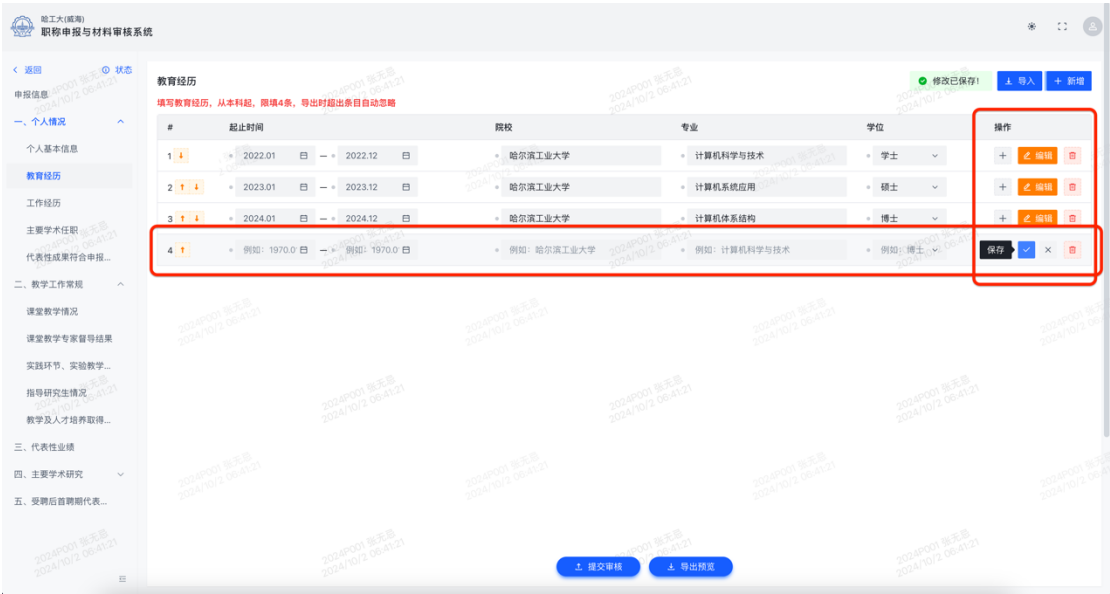 哈工大(威海)
职称申报与材料审核系统
返回 状态
申报信息
一、个人情况
个人基本信息
教育经历
工作经历
主要学术任职
代表性成果符合申报...
二、教学工作常规
课堂教学情况
课堂教学专家督导结果
实践环节、实验教学...
指导研究生情况
教学及人才培养取得...
三、代表性业绩
四、主要学术研究
五、受聘后首聘期代表...
教育经历
修改已保存! 导入 + 新增
填写教育经历，从本科起，限填4条，导出时超出条目自动忽略
# 起止时间 院校 专业 学位 操作
1 ↓ 2022.01 — 2022.12 哈尔滨工业大学 计算机科学与技术 学士 + 编辑
2 ↑ ↓ 2023.01 — 2023.12 哈尔滨工业大学 计算机系统应用 硕士 + 编辑
3 ↑ ↓ 2024.01 — 2024.12 哈尔滨工业大学 计算机体系结构 博士 + 编辑
4 ↑ 例如：1970.0 — 例如：1970.0 例如：哈尔滨工业大学 例如：计算机科学与技术 例如：博士 保存
提交审核 导出预览
2024P001 张无忌
2024/10/2 06:41:21